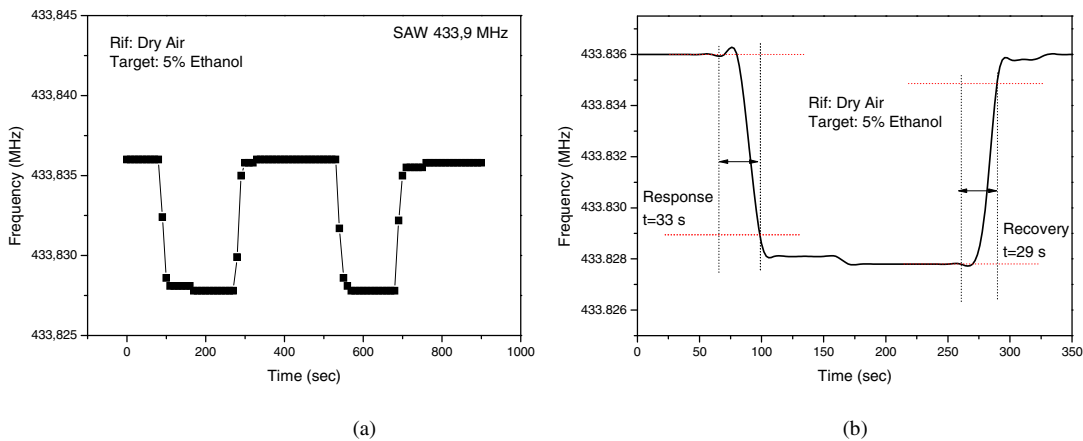 433,845
433,840
433,835
433,830
433,825
Frequency (MHz)
Rif: Dry Air
Target: 5% Ethanol
SAW 433,9 MHz
0 200 400 600 800 1000
Time (sec)
(a)
433.836
433.834
433.832
433.830
433.828
433.826
Frequency (MHz)
Rif: Dry Air
Target: 5% Ethanol
Response
t=33 s
Recovery
t=29 s
0 50 100 150 200 250 300 350
Time (sec)
(b)